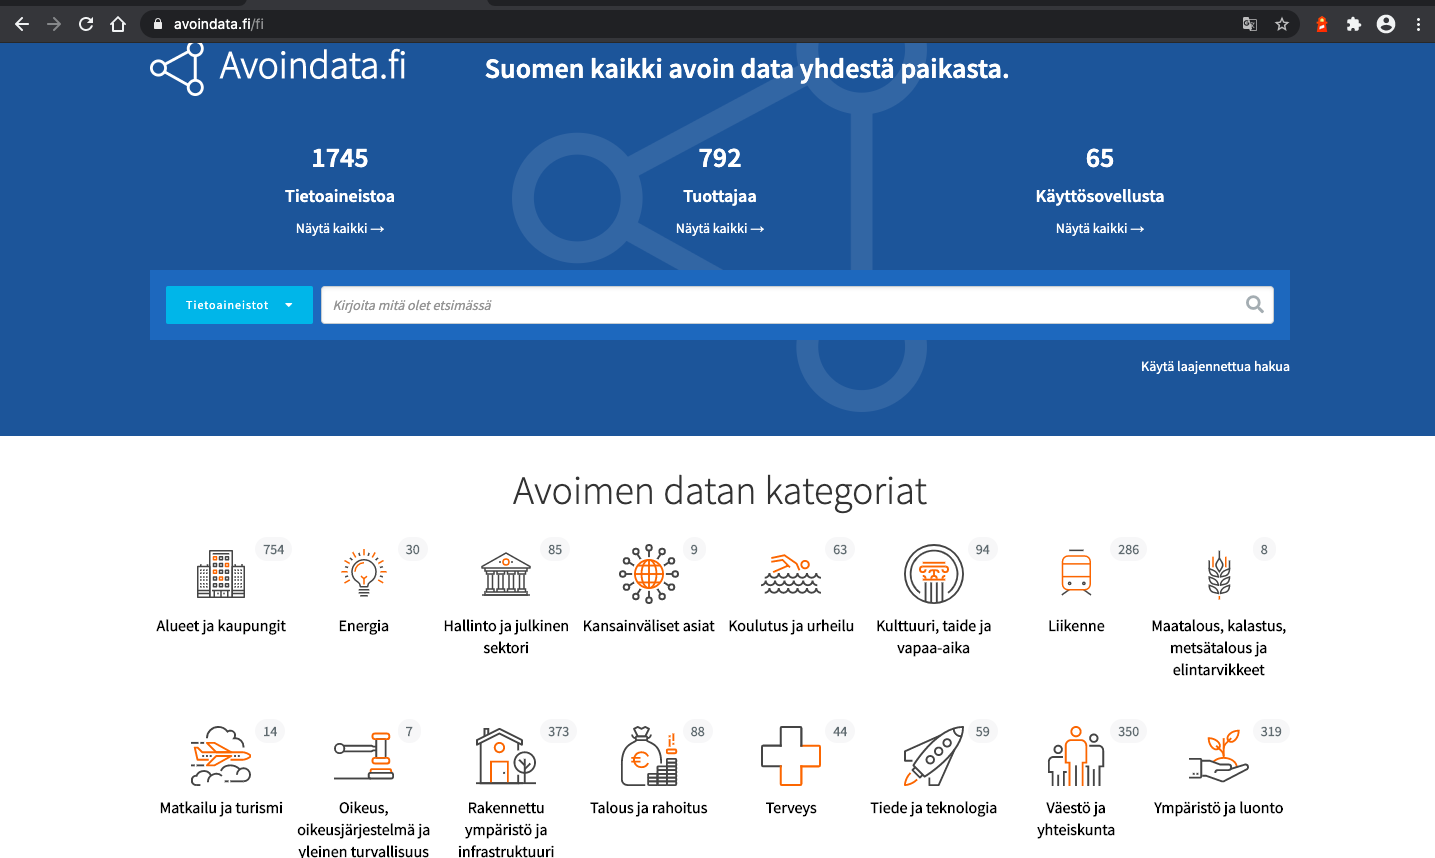 avoindata.fi/fi
Avoindata.fi
Suomen kaikki avoin data yhdestä paikasta.
1745
Tietoaineistoa
Näytä kaikki →
792
Tuottajaa
Näytä kaikki →
65
Käyttösovellusta
Näytä kaikki →
Tietoaineistot
Kirjoita mitä olet etsimässä
Käytä laajennettua hakua
Avoimen datan kategoriat
754
Alueet ja kaupungit
30
Energia
85
Hallinto ja julkinen
sektori
9
Kansainväliset asiat
63
Koulutus ja urheilu
94
Kulttuuri, taide ja
vapaa-aika
286
Liikenne
8
Maatalous, kalastus,
metsätalous ja
elintarvikkeet
14
Matkailu ja turismi
7
Oikeus,
oikeusjärjestelmä ja
yleinen turvallisuus
373
Rakennettu
ympäristö ja
infrastruktuuri
88
Talous ja rahoitus
44
Terveys
59
Tiede ja teknologia
350
Väestö ja
yhteiskunta
319
Ympäristö ja luonto